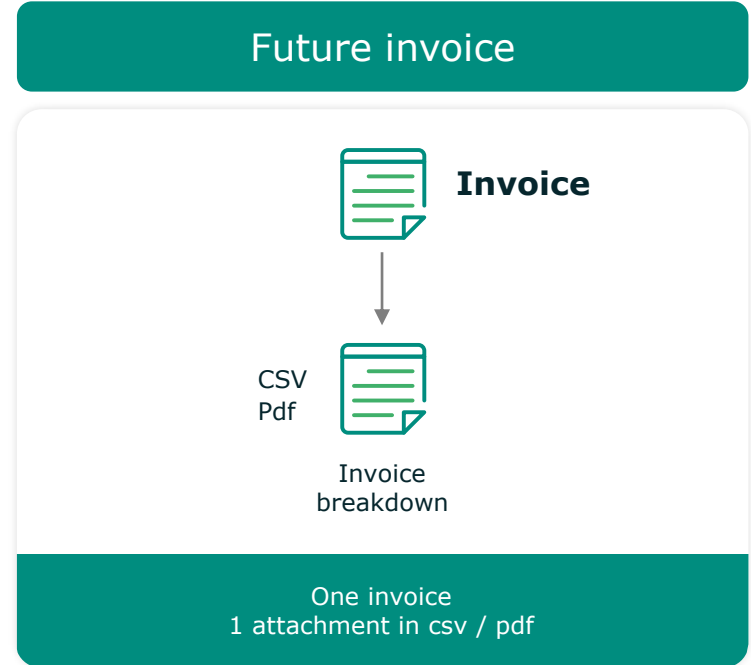 Future invoice
Invoice
CSV
Pdf
Invoice
breakdown
One invoice
1 attachment in csv / pdf